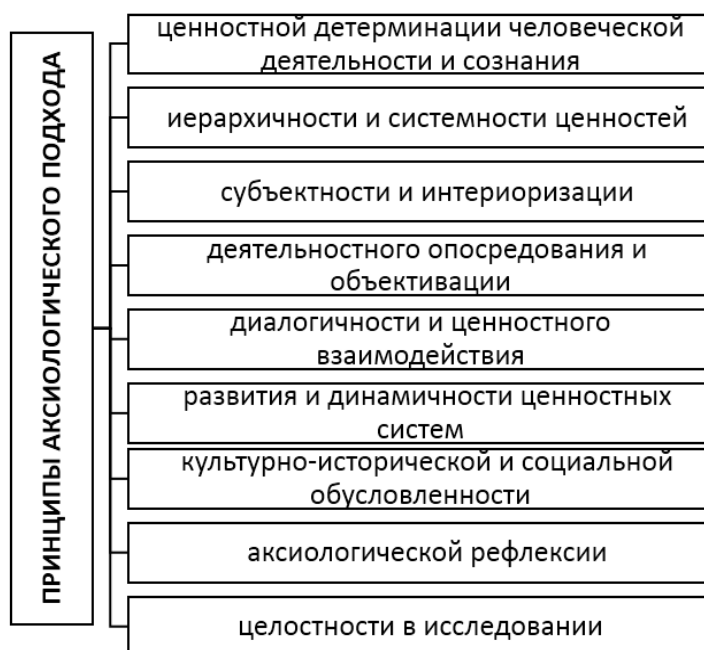 ПРИНЦИПЫ АКСИОЛОГИЧЕСКОГО ПОДХОДА
ценностной детерминации человеческой
деятельности и сознания
иерархичности и системности ценностей
субъектности и интериоризации
деятельностного опосредования и
объективации
диалогичности и ценностного
взаимодействия
развития и динамичности ценностных
систем
культурно-исторической и социальной
обусловленности
аксиологической рефлексии
целостности в исследовании